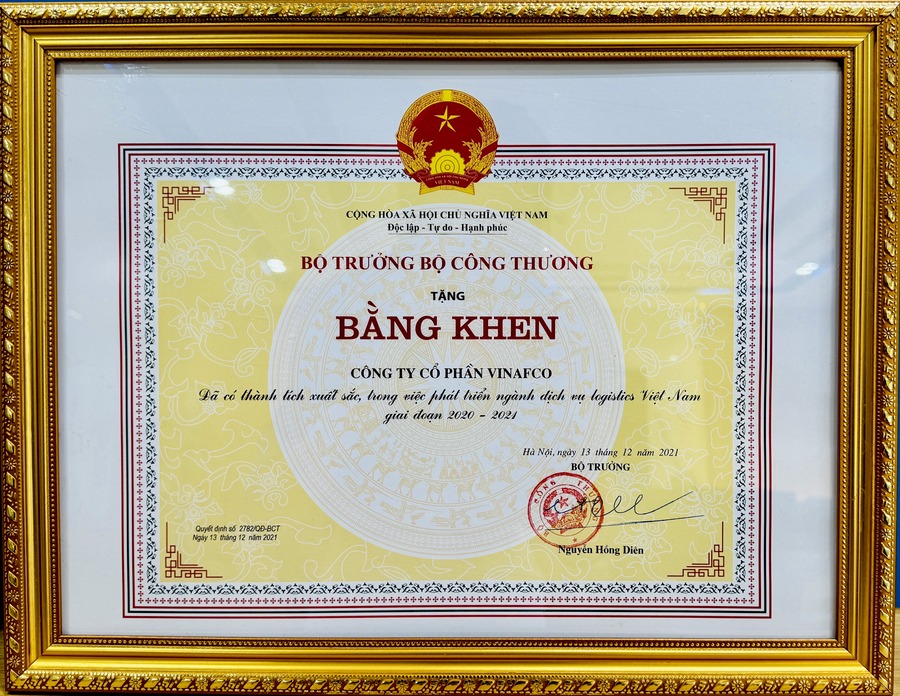 CỘNG HÒA XÃ HỘI CHỦ NGHĨA VIỆT NAM
Độc lập - Tự do - Hạnh phúc
BỘ TRƯỞNG BỘ CÔNG THƯƠNG
TẶNG
BẰNG KHEN
CÔNG TY CỔ PHẦN VINAFCO
Đã có thành tích xuất sắc, trong việc phát triển ngành dịch vụ logistics Việt Nam
giai đoạn 2020 - 2021
Hà Nội, ngày 13 tháng 12 năm 2021
BỘ TRƯỞNG
Nguyễn Hồng Diên
Quyết định số 2782/QĐ-BCT
Ngày 13 tháng 12 năm 2021